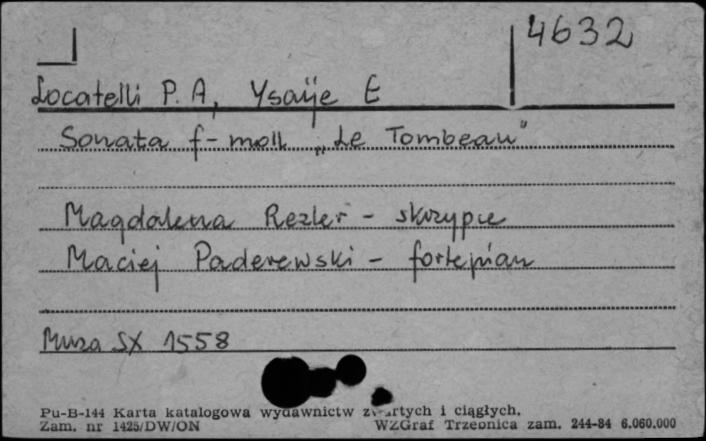 4632
Locatelli P.A, Ysaÿe E
Sonata f-moll „Le Tombeau"
Magdalena Rezler - skrzypce
Maciej Paderewski - fortepian
Muza SX 1558
Pu-B-144 Karta katalogowa wydawnictw zwartych i ciągłych.
Zam. nr 1425/DW/ON WZGraf Trzebnica zam. 244-84 6.060.000